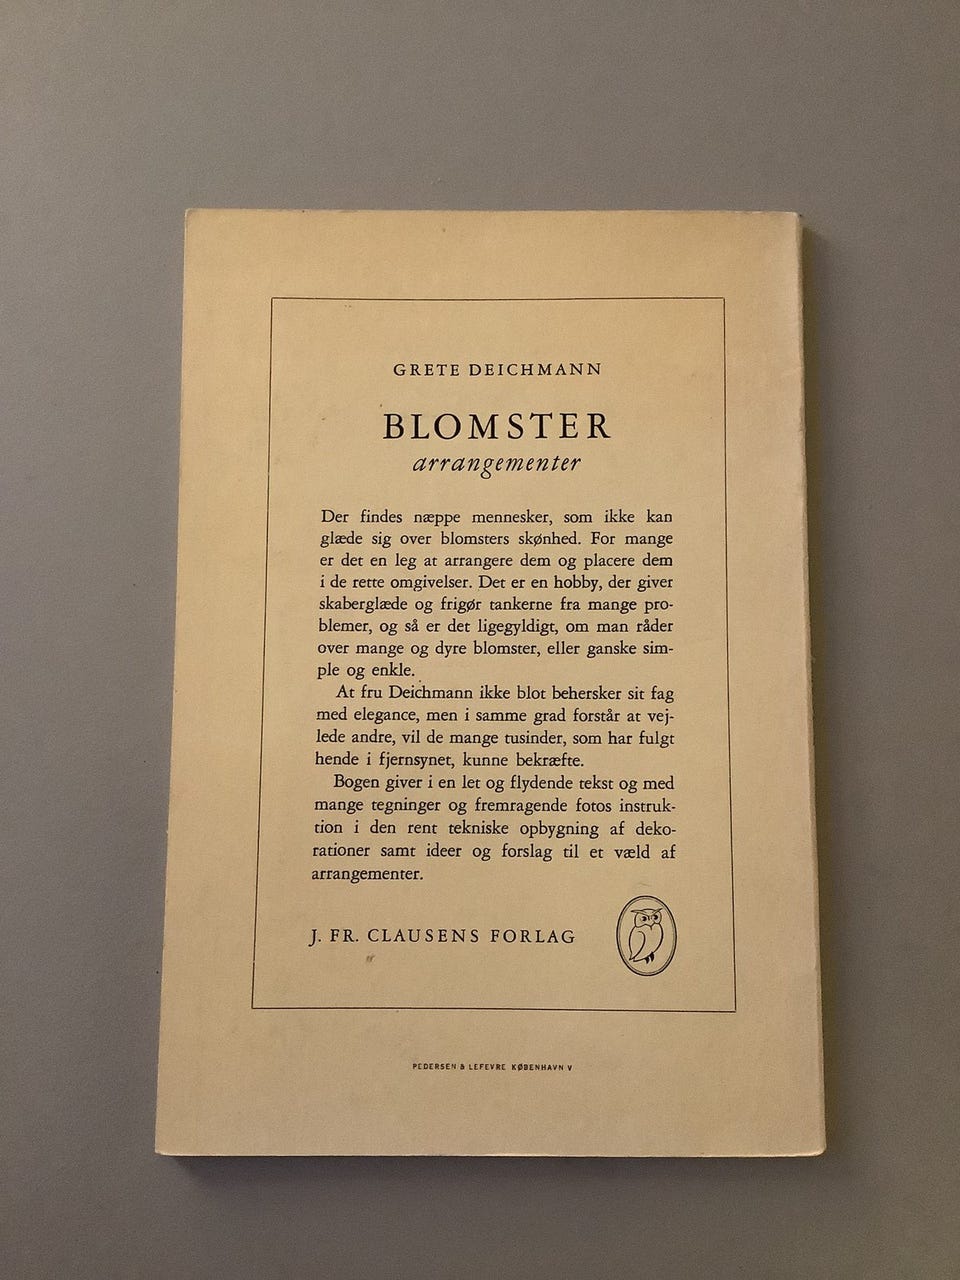 GRETE DEICHMANN
BLOMSTER
arrangementer
Der findes næppe mennesker, som ikke kan
glæde sig over blomsters skønhed. For mange
er det en leg at arrangere dem og placere dem
i de rette omgivelser. Det er en hobby, der giver
skaberglæde og frigør tankerne fra mange pro-
blemer, og så er det ligegyldigt, om man råder
over mange og dyre blomster, eller ganske sim-
ple og enkle.
At fru Deichmann ikke blot behersker sit fag
med elegance, men i samme grad forstår at vej-
lede andre, vil de mange tusinder, som har fulgt
hende i fjernsynet, kunne bekræfte.
Bogen giver i en let og flydende tekst og med
mange tegninger og fremragende fotos instruk-
tion i den rent tekniske opbygning af deko-
rationer samt ideer og forslag til et væld af
arrangementer.
J. FR. CLAUSENS FORLAG
PEDERSEN & LEFEVRE KØBENHAVN V